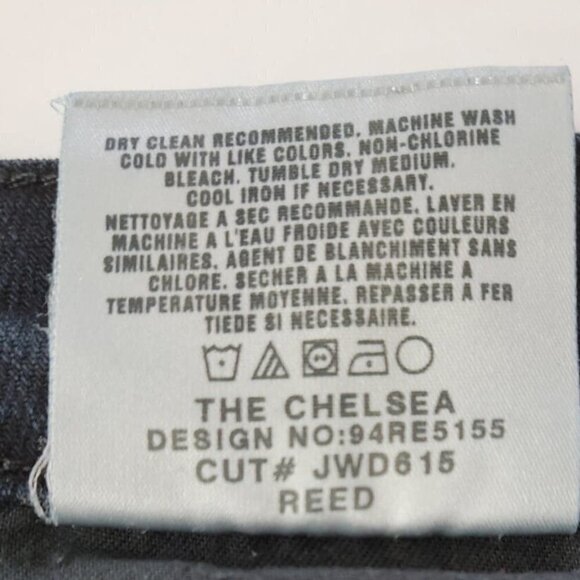 DRY CLEAN RECOMMENDED. MACHINE WASH
COLD WITH LIKE COLORS. NON-CHLORINE
BLEACH. TUMBLE DRY MEDIUM.
COOL IRON IF NECESSARY.
NETTOYAGE A SEC RECOMMANDE. LAVER EN
MACHINE A L'EAU FROIDE AVEC COULEURS
SIMILAIRES. AGENT DE BLANCHIMENT SANS
CHLORE. SECHER A LA MACHINE A
TEMPERATURE MOYENNE. REPASSER A FER
TIEDE SI NECESSAIRE.
THE CHELSEA
DESIGN NO:94RE5155
CUT# JWD615
REED